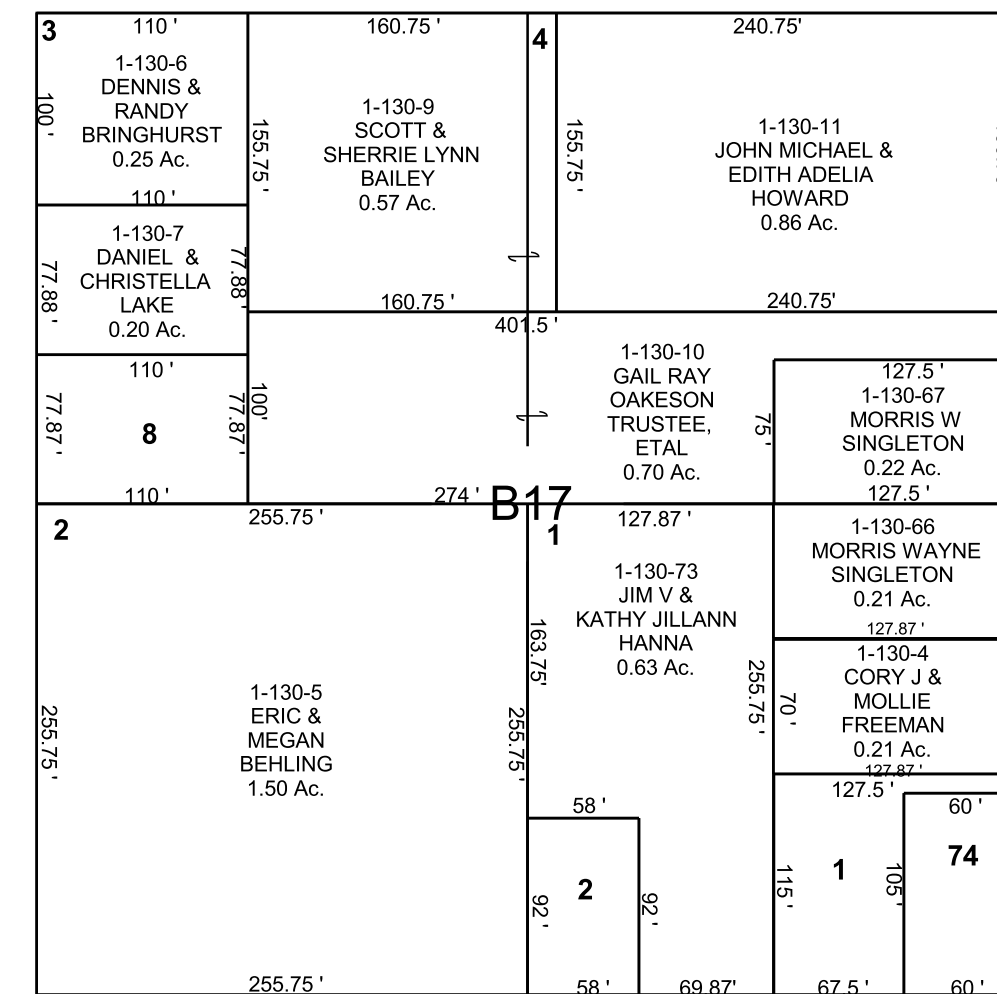 3
110 '
160.75'
4
240.75'
1-130-6
DENNIS &
RANDY
BRINGHURST
0.25 Ac.
100 '
110 '
155.75 '
1-130-9
SCOTT &
SHERRIE LYNN
BAILEY
0.57 Ac.
155.75 '
1-130-11
JOHN MICHAEL &
EDITH ADELIA
HOWARD
0.86 Ac.
1-130-7
DANIEL &
CHRISTELLA
LAKE
0.20 Ac.
77.88 '
77.88 '
160.75 '
240.75'
401.5 '
110 '
77.87 '
8
77.87 '
110 '
100'
1-130-10
GAIL RAY
OAKESON
TRUSTEE,
ETAL
0.70 Ac.
75 '
127.5 '
1-130-67
MORRIS W
SINGLETON
0.22 Ac.
127.5 '
274 '
B17
2
255.75 '
1
127.87 '
1-130-66
MORRIS WAYNE
SINGLETON
0.21 Ac.
127.87 '
1-130-73
JIM V &
KATHY JILLANN
HANNA
0.63 Ac.
163.75'
255.75 '
1-130-4
CORY J &
MOLLIE
FREEMAN
0.21 Ac.
70 '
127.87 '
1-130-5
ERIC &
MEGAN
BEHLING
1.50 Ac.
255.75 '
255.75 '
127.5 '
58 '
60 '
2
92 '
92 '
115 '
1
105 '
74
255.75 '
58 '
69.87'
67.5 '
60 '